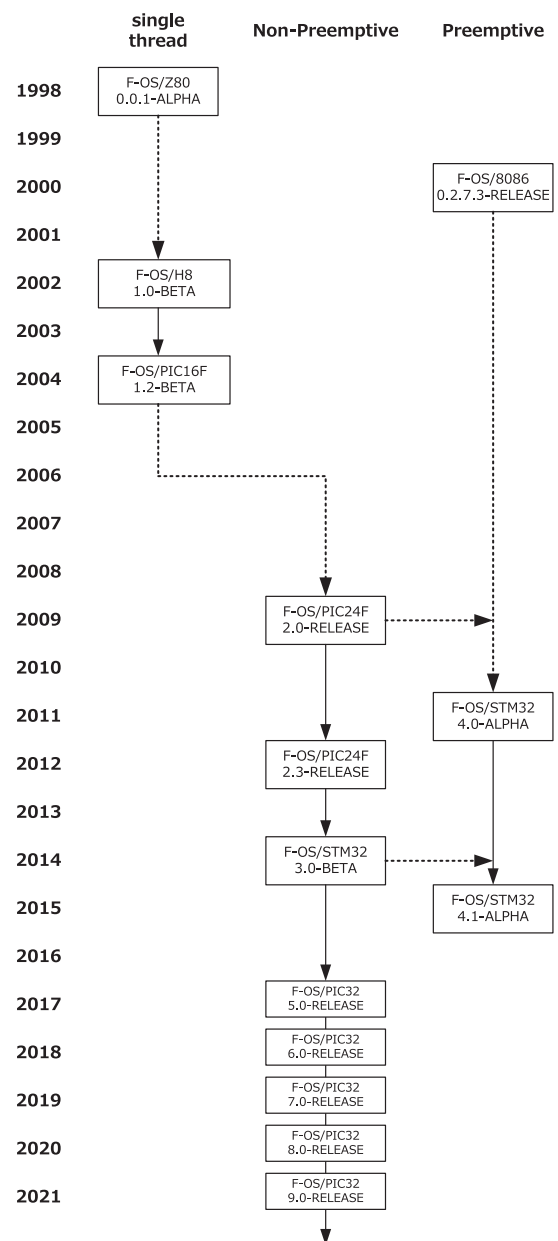 single
thread
Non-Preemptive
Preemptive
1998
F-OS/Z80
0.0.1-ALPHA
1999
2000
F-OS/8086
0.2.7.3-RELEASE
2001
2002
F-OS/H8
1.0-BETA
2003
2004
F-OS/PIC16F
1.2-BETA
2005
2006
2007
2008
2009
F-OS/PIC24F
2.0-RELEASE
2010
2011
F-OS/STM32
4.0-ALPHA
2012
F-OS/PIC24F
2.3-RELEASE
2013
2014
F-OS/STM32
3.0-BETA
2015
F-OS/STM32
4.1-ALPHA
2016
2017
F-OS/PIC32
5.0-RELEASE
2018
F-OS/PIC32
6.0-RELEASE
2019
F-OS/PIC32
7.0-RELEASE
2020
F-OS/PIC32
8.0-RELEASE
2021
F-OS/PIC32
9.0-RELEASE